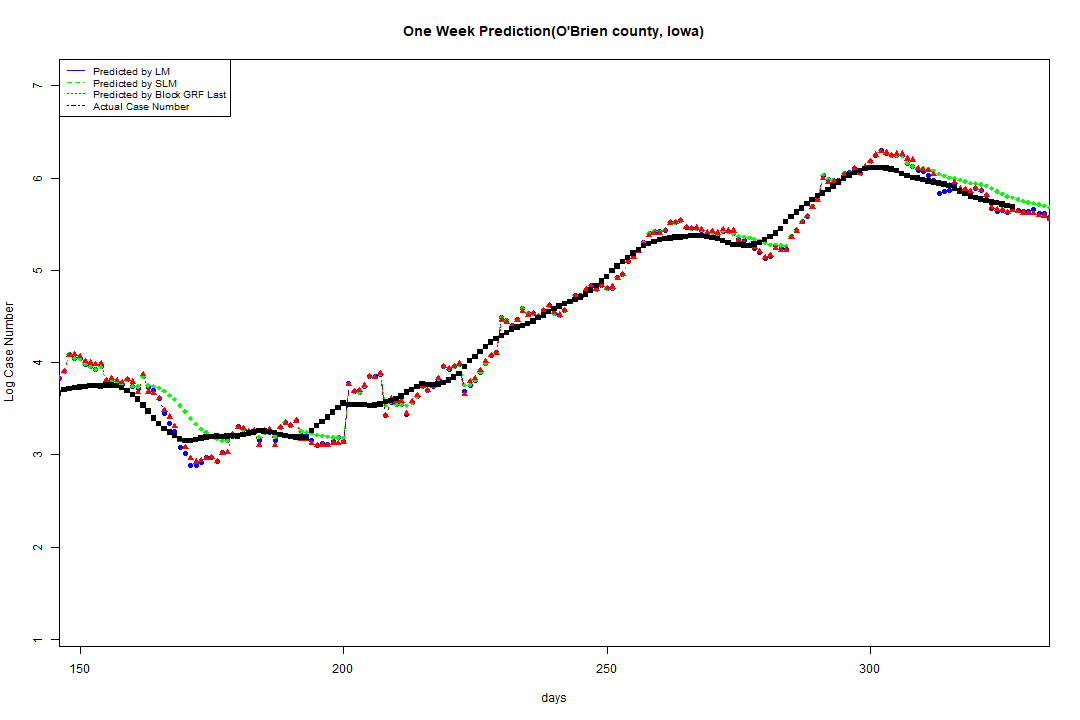 One Week Prediction(O'Brien county, Iowa)
Predicted by LM
Predicted by SLM
Predicted by Block GRF Last
Actual Case Number
Log Case Number
7
6
5
4
3
2
1
150 200 250 300
days